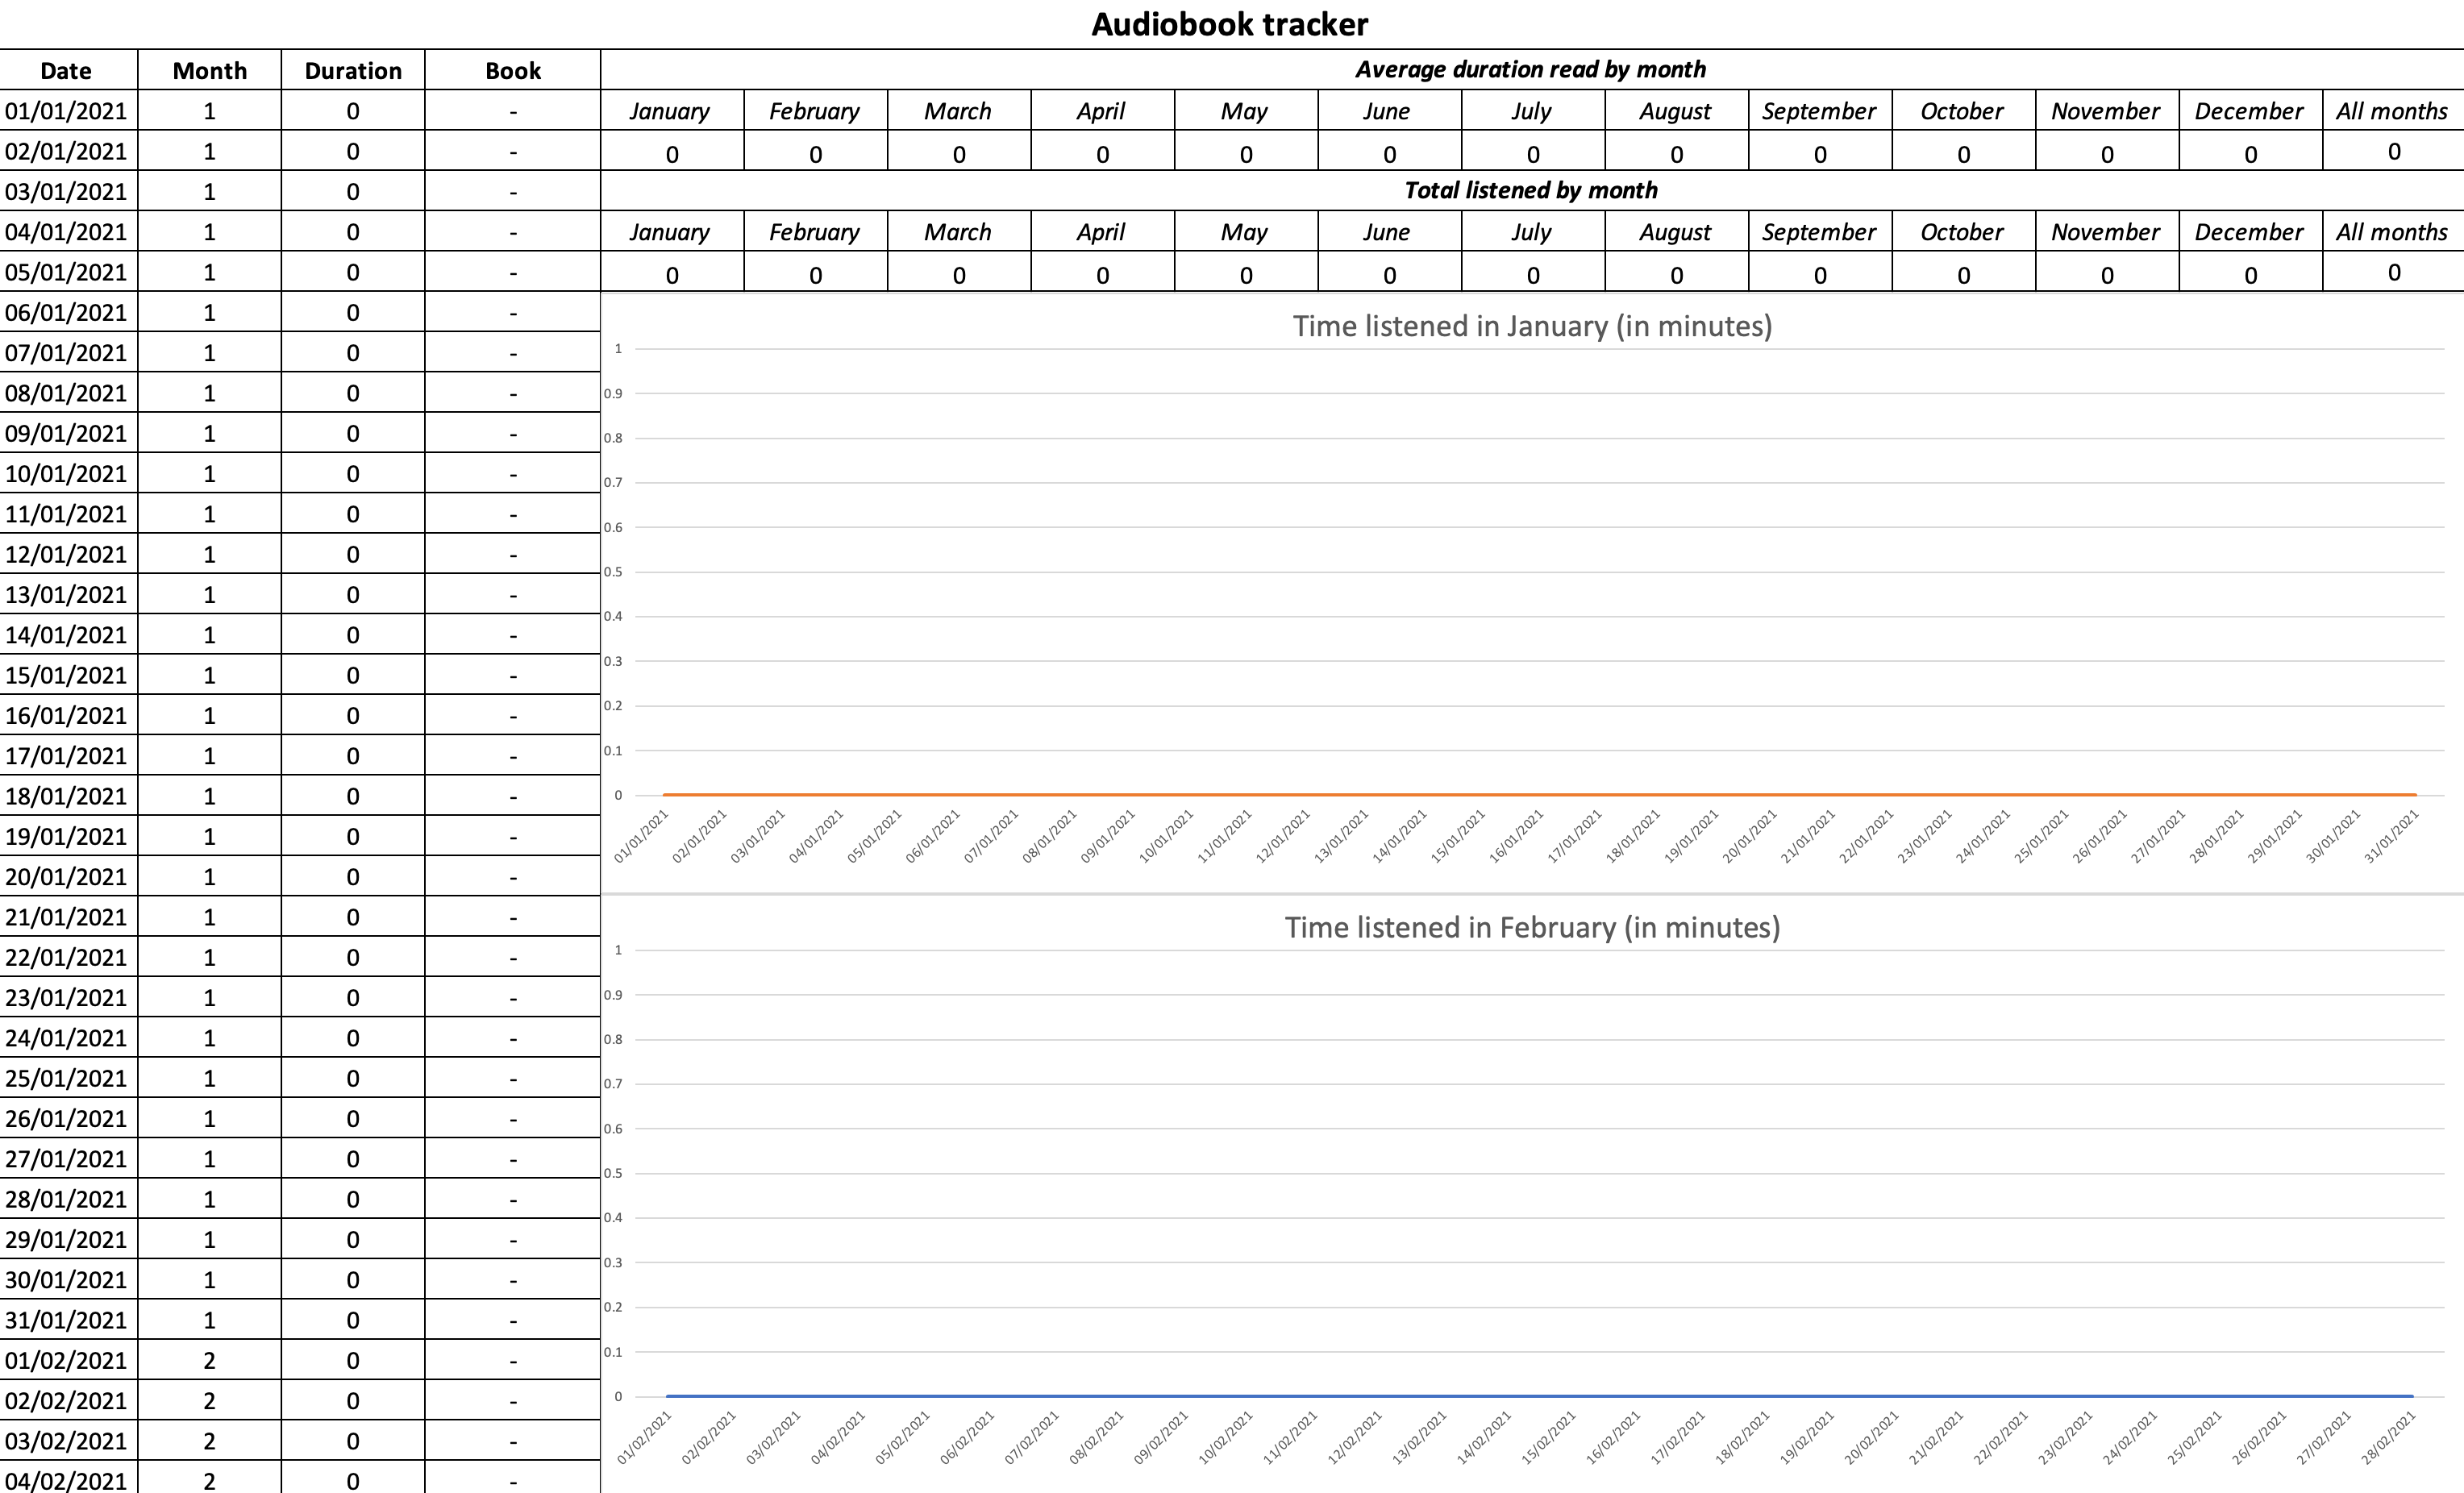 Audiobook tracker
Date Month Duration Book Average duration read by month
01/01/2021 1 0 - January February March April May June July August September October November December All months
02/01/2021 1 0 - 0 0 0 0 0 0 0 0 0 0 0 0 0
03/01/2021 1 0 - Total listened by month
04/01/2021 1 0 - January February March April May June July August September October November December All months
05/01/2021 1 0 - 0 0 0 0 0 0 0 0 0 0 0 0 0
06/01/2021 1 0 -
07/01/2021 1 0 -
08/01/2021 1 0 -
09/01/2021 1 0 -
10/01/2021 1 0 -
11/01/2021 1 0 -
12/01/2021 1 0 -
13/01/2021 1 0 -
14/01/2021 1 0 -
15/01/2021 1 0 -
16/01/2021 1 0 -
17/01/2021 1 0 -
18/01/2021 1 0 -
19/01/2021 1 0 -
20/01/2021 1 0 -
21/01/2021 1 0 -
22/01/2021 1 0 -
23/01/2021 1 0 -
24/01/2021 1 0 -
25/01/2021 1 0 -
26/01/2021 1 0 -
27/01/2021 1 0 -
28/01/2021 1 0 -
29/01/2021 1 0 -
30/01/2021 1 0 -
31/01/2021 1 0 -
01/02/2021 2 0 -
02/02/2021 2 0 -
03/02/2021 2 0 -
04/02/2021 2 0 -
Time listened in January (in minutes)
1
0.9
0.8
0.7
0.6
0.5
0.4
0.3
0.2
0.1
0
01/01/2021 02/01/2021 03/01/2021 04/01/2021 05/01/2021 06/01/2021 07/01/2021 08/01/2021 09/01/2021 10/01/2021 11/01/2021 12/01/2021 13/01/2021 14/01/2021 15/01/2021 16/01/2021 17/01/2021 18/01/2021 19/01/2021 20/01/2021 21/01/2021 22/01/2021 23/01/2021 24/01/2021 25/01/2021 26/01/2021 27/01/2021 28/01/2021 29/01/2021 30/01/2021 31/01/2021
Time listened in February (in minutes)
1
0.9
0.8
0.7
0.6
0.5
0.4
0.3
0.2
0.1
0
01/02/2021 02/02/2021 03/02/2021 04/02/2021 05/02/2021 06/02/2021 07/02/2021 08/02/2021 09/02/2021 10/02/2021 11/02/2021 12/02/2021 13/02/2021 14/02/2021 15/02/2021 16/02/2021 17/02/2021 18/02/2021 19/02/2021 20/02/2021 21/02/2021 22/02/2021 23/02/2021 24/02/2021 25/02/2021 26/02/2021 27/02/2021 28/02/2021